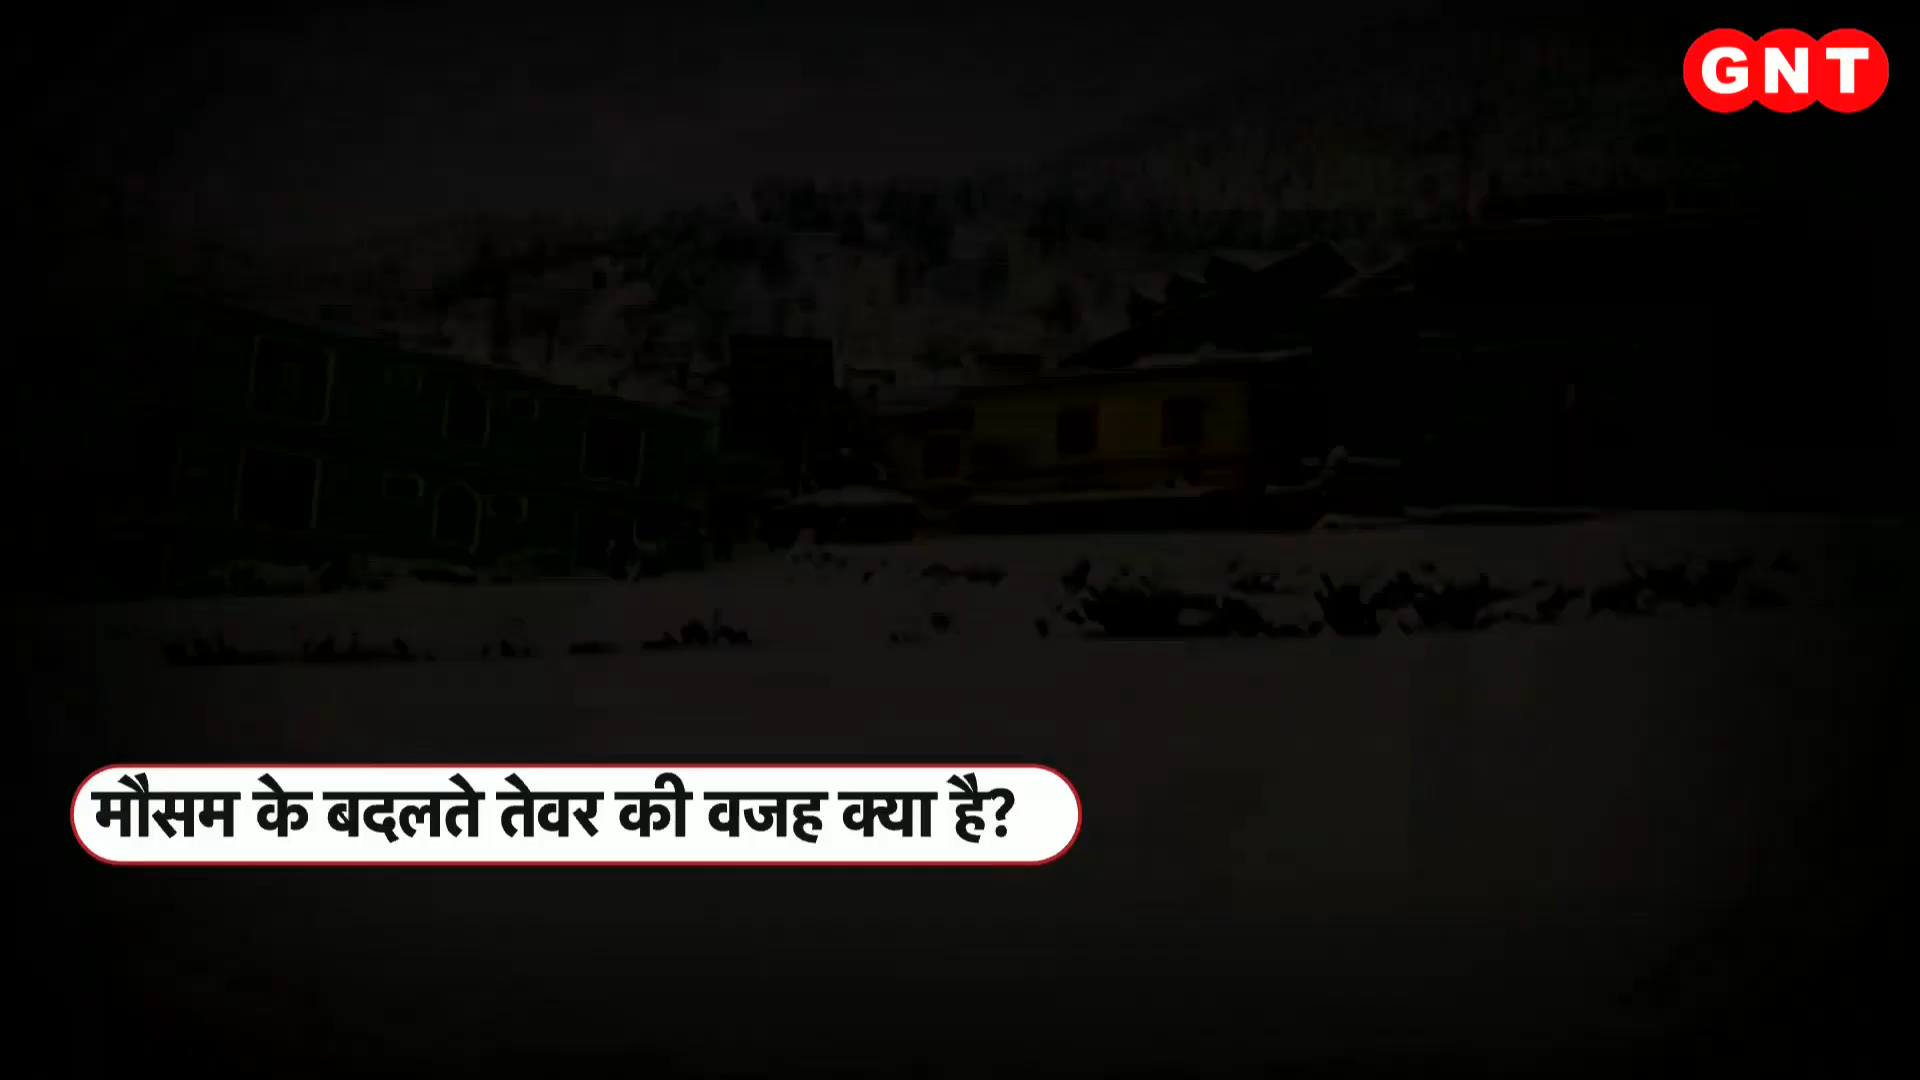 GNT
मौसम के बदलते तेवर की वजह क्या है?